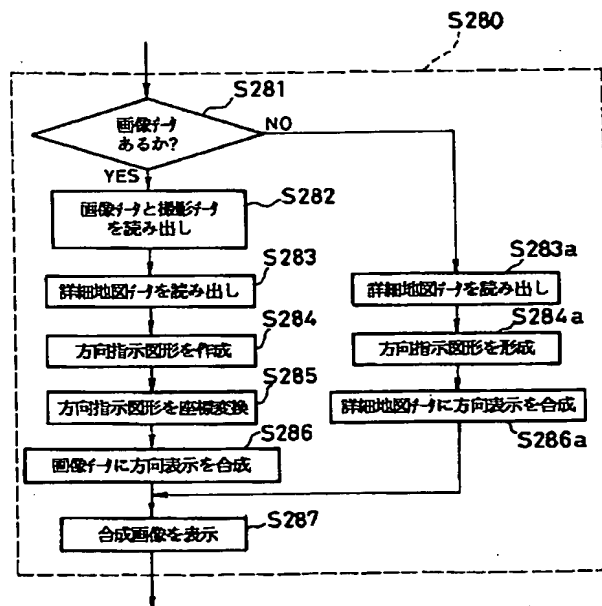 S280
S281
画像データ
あるか?
NO
YES
S282
画像データと撮影データ
を読み出し
S283
詳細地図データを読み出し
S283a
詳細地図データを読み出し
S284
方向指示図形を作成
S284a
方向指示図形を形成
S285
方向指示図形を座標変換
詳細地図データに方向表示を合成
S286
画像データに方向表示を合成
S286a
S287
合成画像を表示